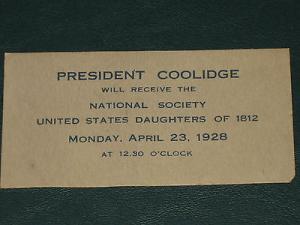 PRESIDENT COOLIDGE
WILL RECEIVE THE
NATIONAL SOCIETY
UNITED STATES DAUGHTERS OF 1812
MONDAY, APRIL 23, 1928
AT 12.30 O'CLOCK